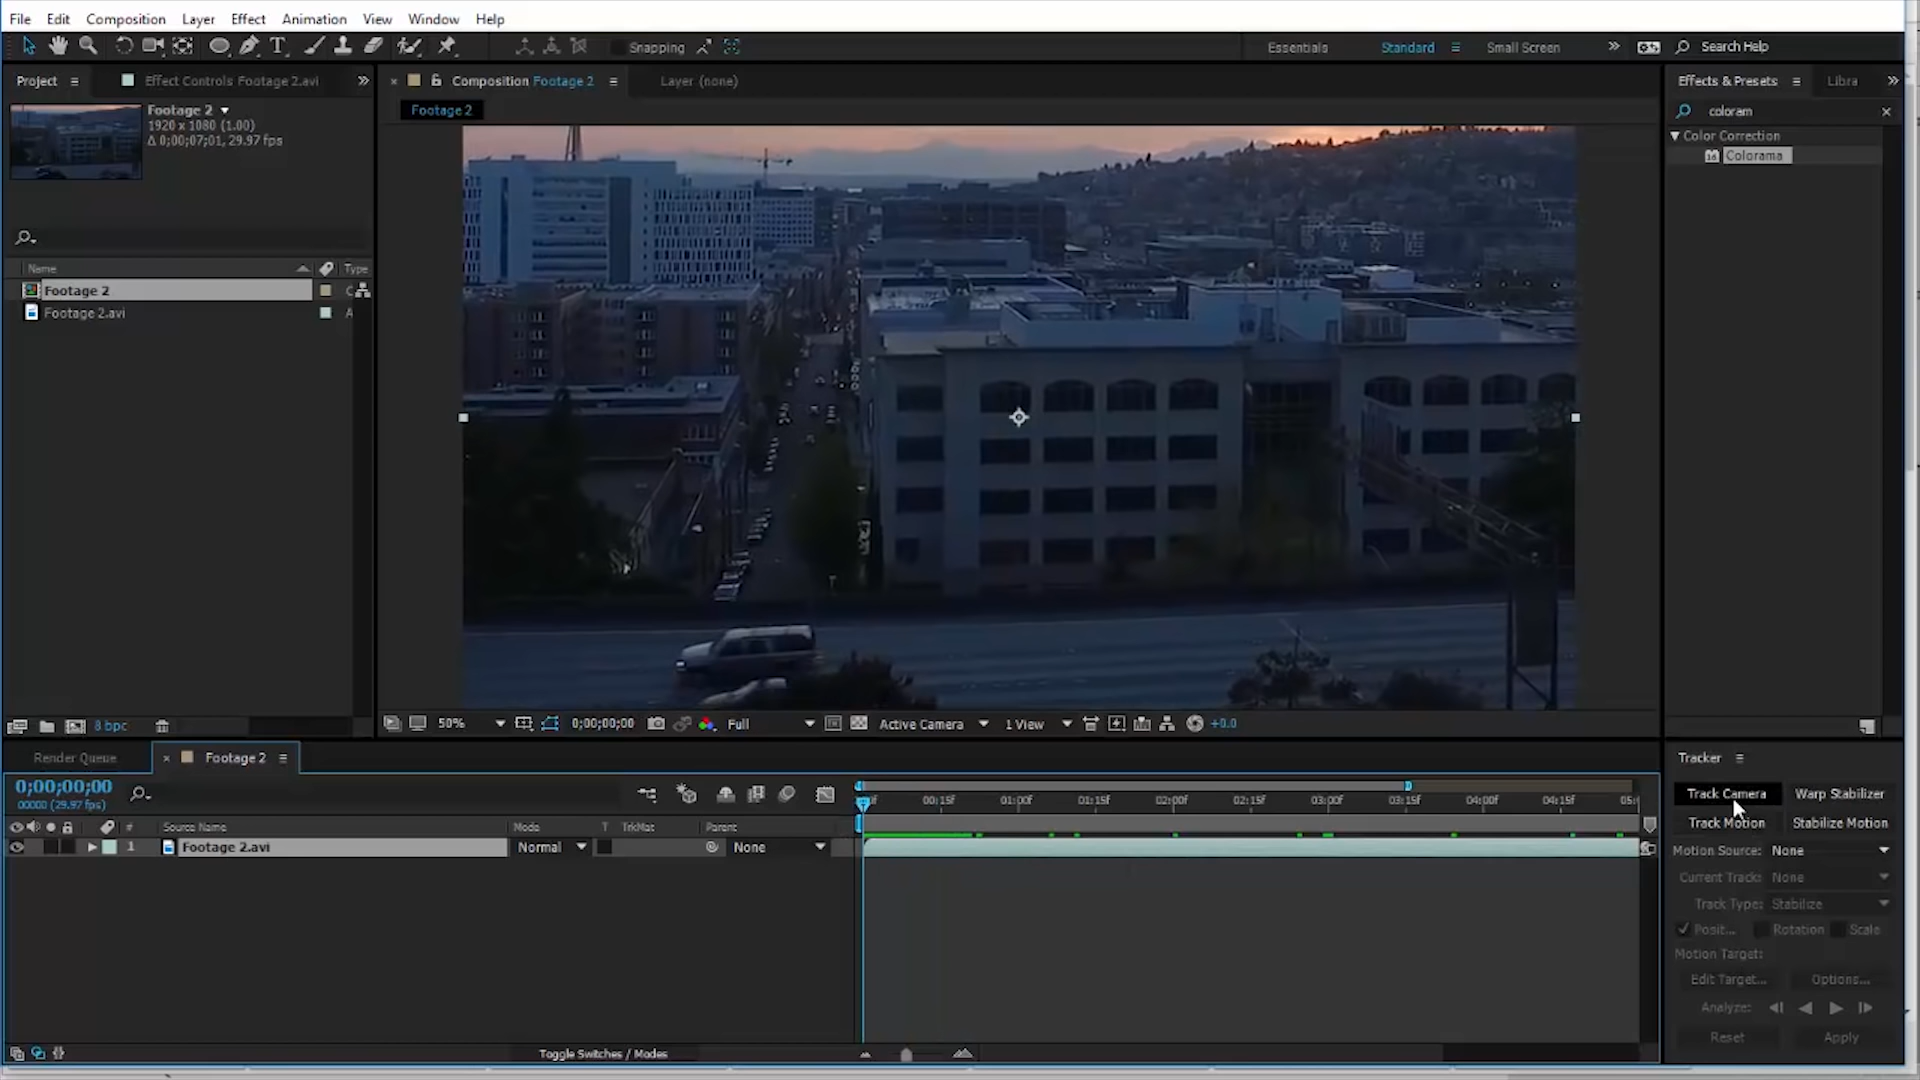 File Edit Composition Layer Effect Animation View Window Help
Snapping Essentials Standard Small Screen Search Help
Project Effect Controls Footage 2.avi
Composition Footage 2 Layer (none)
Effects & Presets Libra
Footage 2
1920 x 1080 (1.00)
Δ 0;00;07;01, 29.97 fps
Footage 2
coloram
Color Correction
16 Colorama
Name Type
Footage 2 C
Footage 2.avi A
8 bpc
50% 0;00;00;00 Full Active Camera 1 View +0.0
Render Queue Footage 2
Tracker
0;00;00;00
00000 (29.97 fps)
00:15f 01:00f 01:15f 02:00f 02:15f 03:00f 03:15f 04:00f 04:15f
# Source Name Mode T TrkMat Parent
1 Footage 2.avi Normal None
Track Camera Warp Stabilizer
Track Motion Stabilize Motion
Motion Source: None
Current Track: None
Track Type: Stabilize
Posit... Rotation Scale
Motion Target:
Edit Target... Options...
Analyze:
Reset Apply
Toggle Switches / Modes